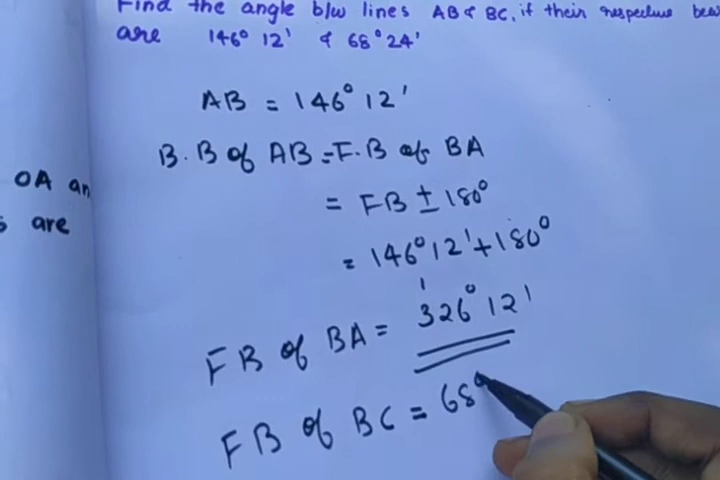 Find the angle b/w lines AB & BC, if their respective
are 146° 12' & 68° 24'
AB = 146° 12'
B.B of AB = F.B of BA
= FB ± 180°
= 146° 12' + 180°
FB of BA = 326° 12'
FB of BC = 68°
OA
are